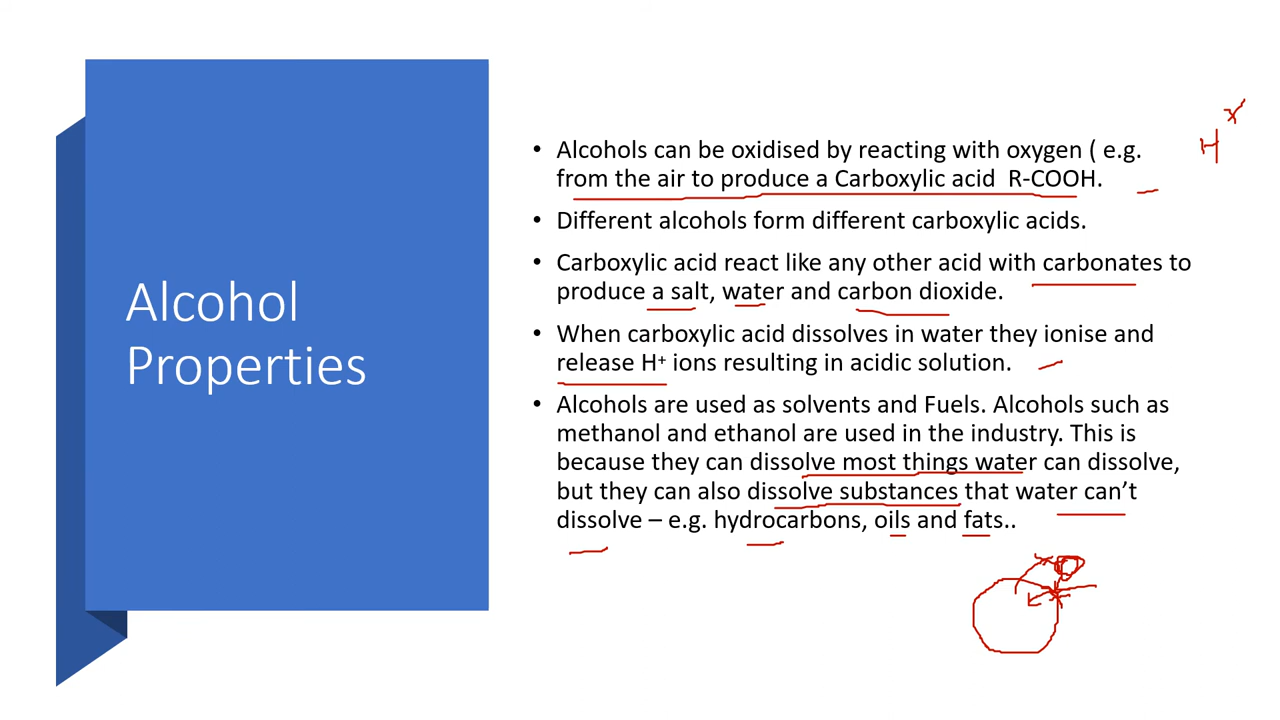 Alcohol
Properties
• Alcohols can be oxidised by reacting with oxygen ( e.g.
from the air to produce a Carboxylic acid R-COOH.
• Different alcohols form different carboxylic acids.
• Carboxylic acid react like any other acid with carbonates to
produce a salt, water and carbon dioxide.
• When carboxylic acid dissolves in water they ionise and
release H⁺ ions resulting in acidic solution.
• Alcohols are used as solvents and Fuels. Alcohols such as
methanol and ethanol are used in the industry. This is
because they can dissolve most things water can dissolve,
but they can also dissolve substances that water can’t
dissolve – e.g. hydrocarbons, oils and fats..
H